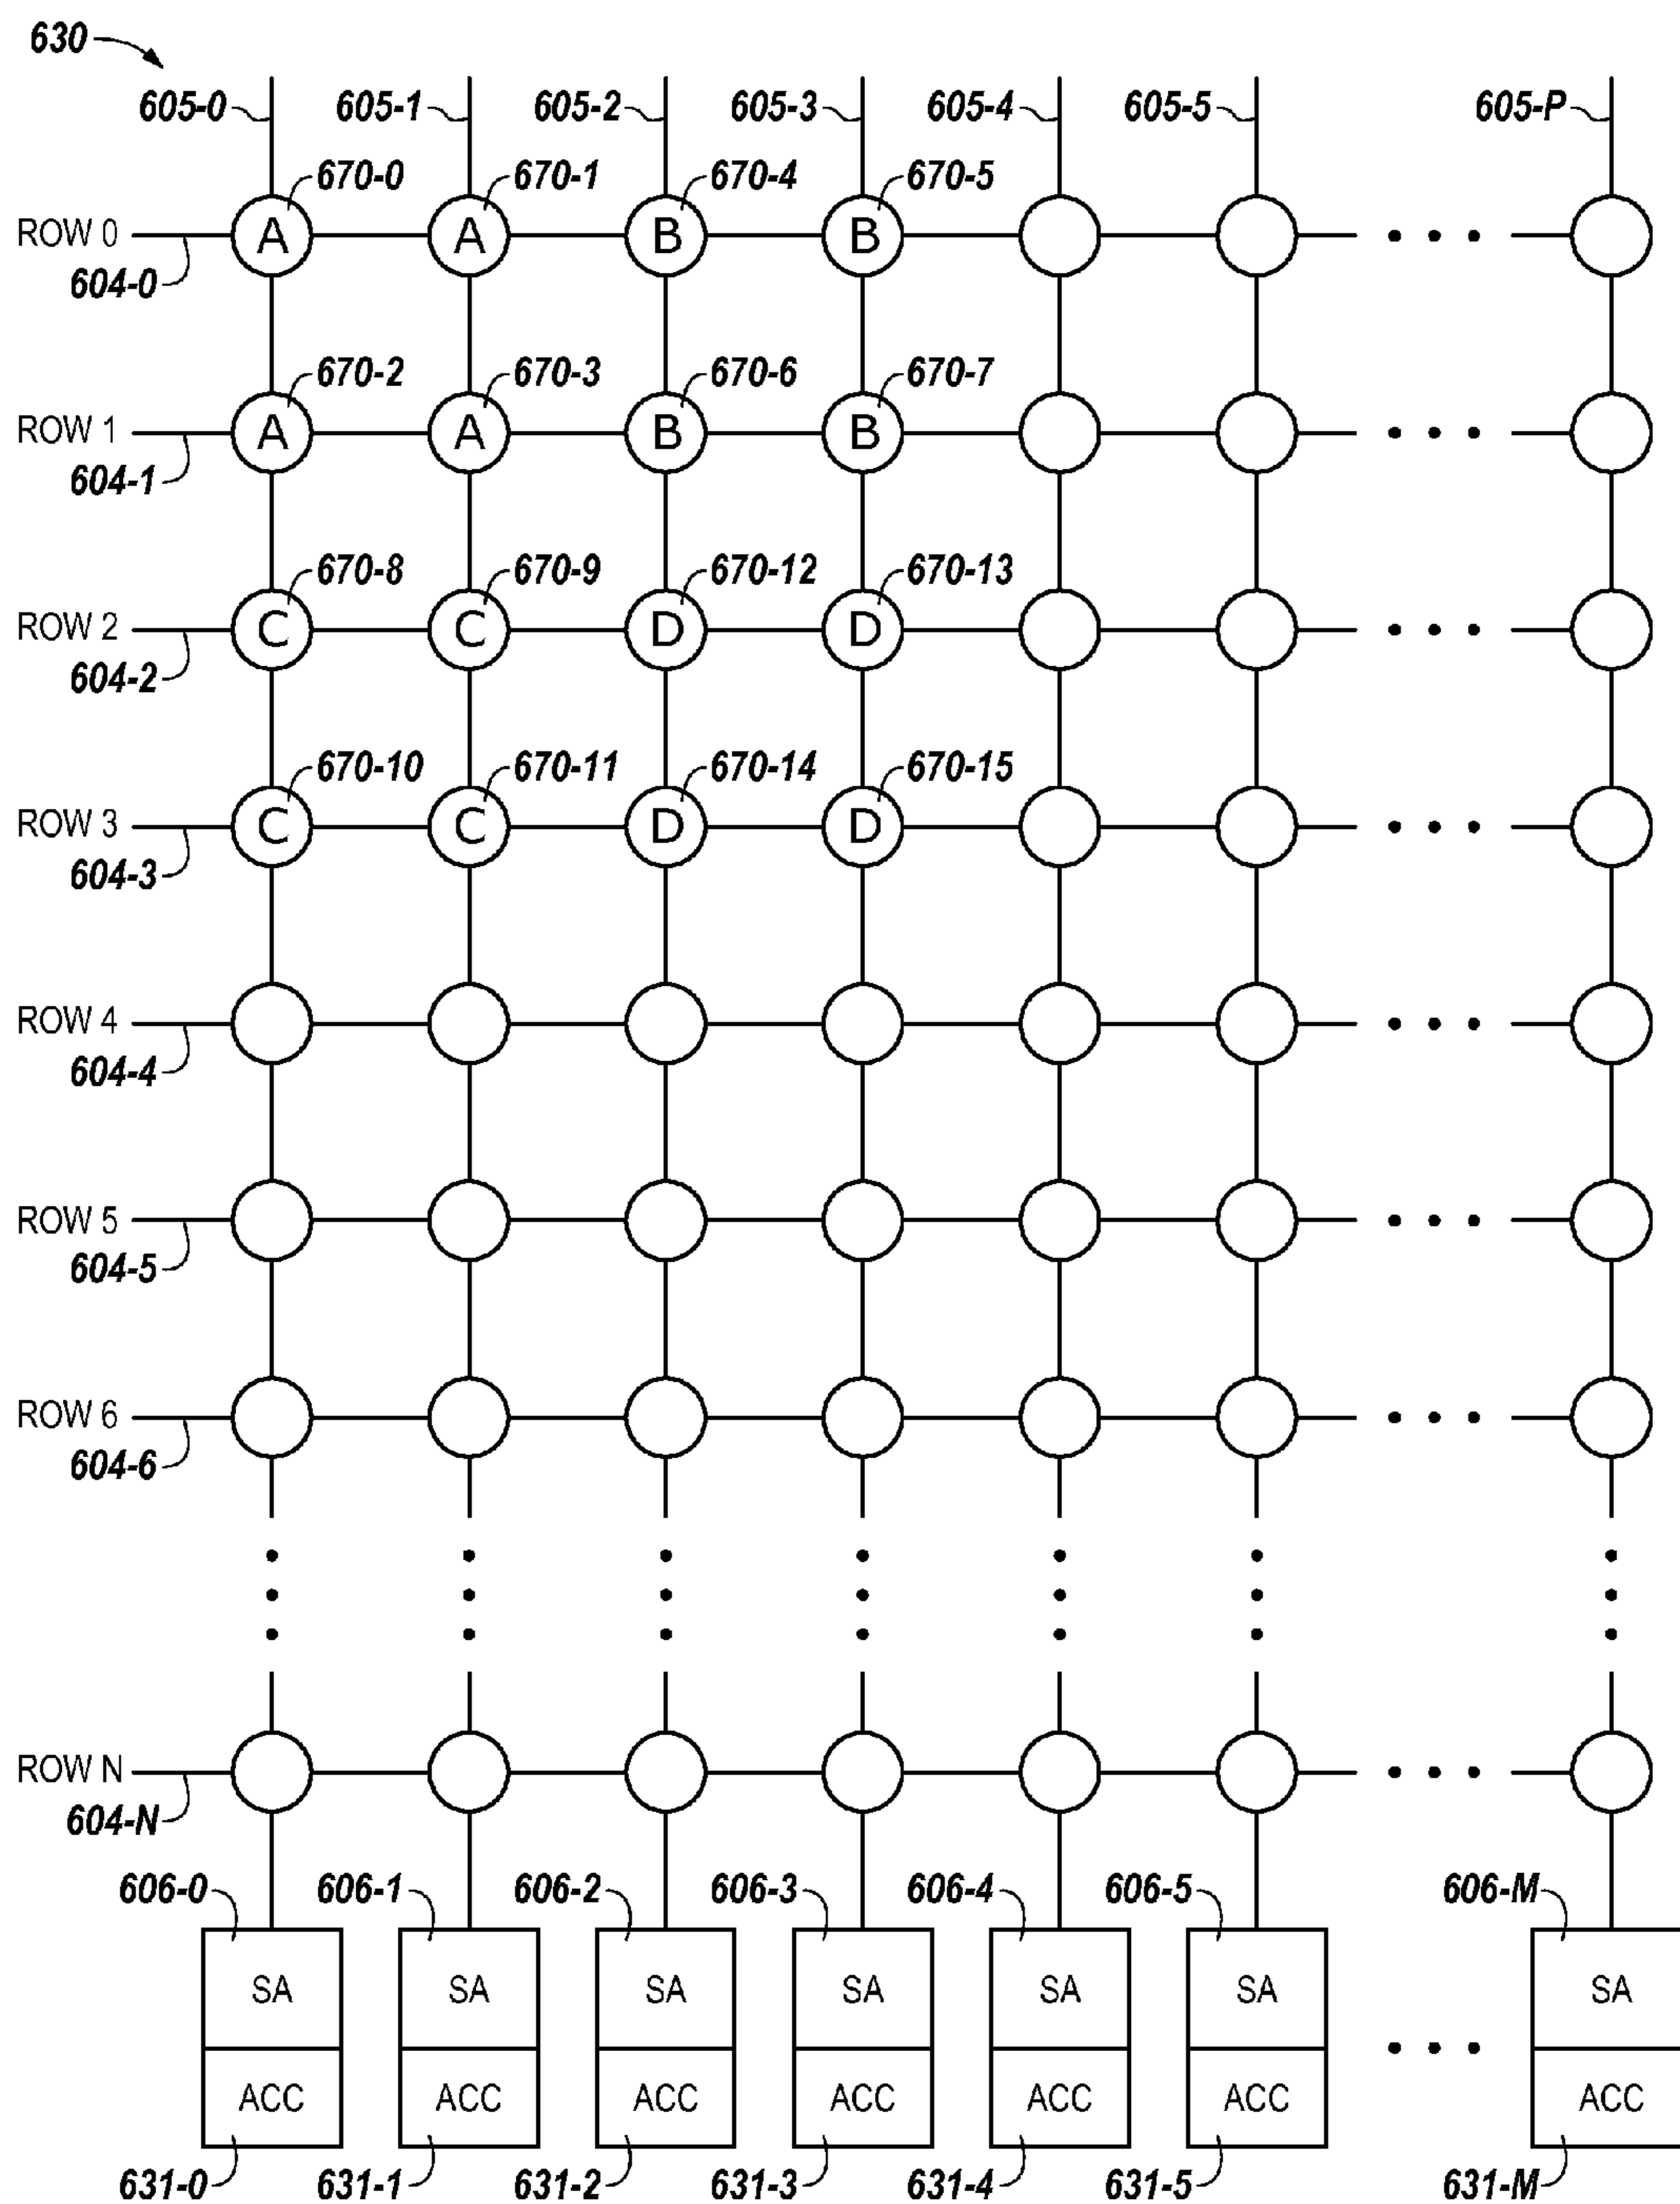 630
605-0 605-1 605-2 605-3 605-4 605-5 605-P
670-0 670-1 670-4 670-5
ROW 0 A A B B
604-0
670-2 670-3 670-6 670-7
ROW 1 A A B B
604-1
670-8 670-9 670-12 670-13
ROW 2 C C D D
604-2
670-10 670-11 670-14 670-15
ROW 3 C C D D
604-3
ROW 4
604-4
ROW 5
604-5
ROW 6
604-6
ROW N
604-N
606-0 606-1 606-2 606-3 606-4 606-5 606-M
SA SA SA SA SA SA SA
ACC ACC ACC ACC ACC ACC ACC
631-0 631-1 631-2 631-3 631-4 631-5 631-M